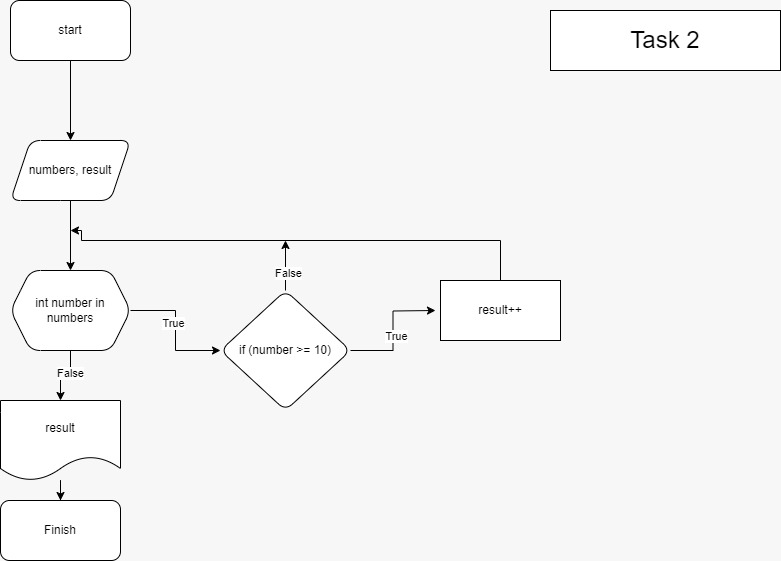 start
Task 2
numbers, result
False
int number in
numbers
result++
True
True
if (number >= 10)
False
result
Finish